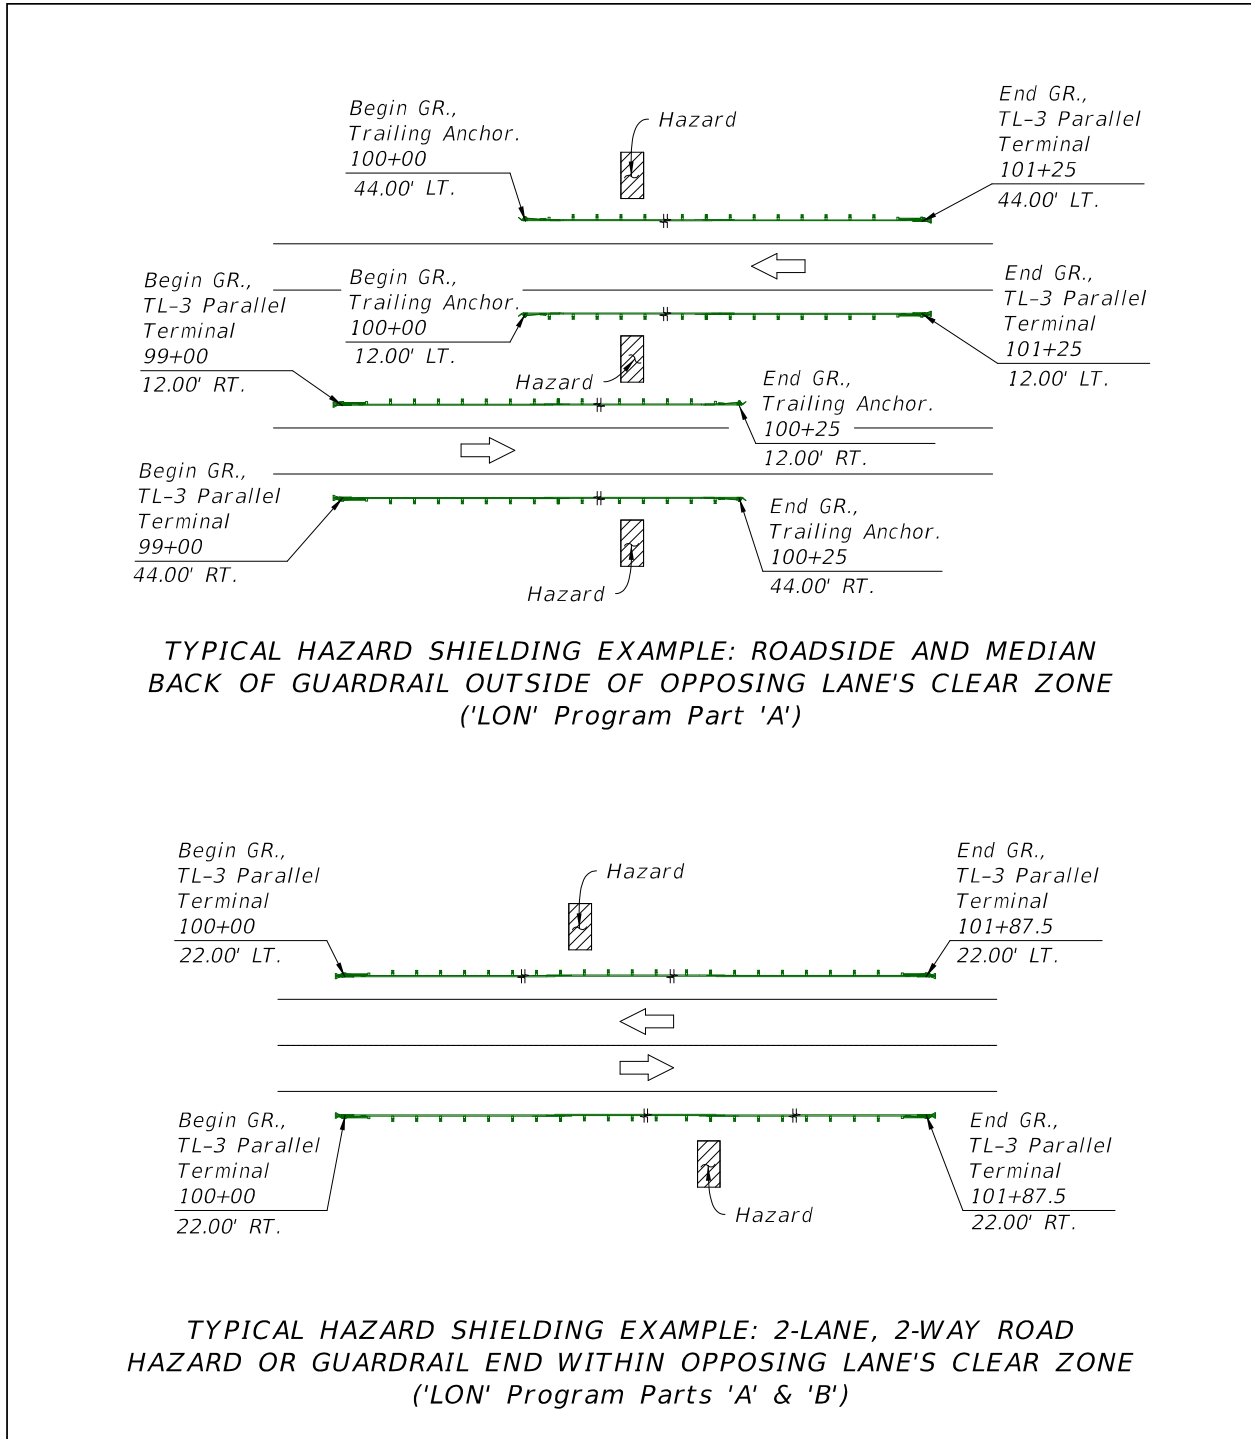 Begin GR.,
Trailing Anchor.
100+00
44.00' LT.
Hazard
End GR.,
TL-3 Parallel
Terminal
101+25
44.00' LT.
Begin GR.,
TL-3 Parallel
Terminal
99+00
12.00' RT.
Begin GR.,
Trailing Anchor.
100+00
12.00' LT.
End GR.,
TL-3 Parallel
Terminal
101+25
12.00' LT.
Hazard
End GR.,
Trailing Anchor.
100+25
12.00' RT.
Begin GR.,
TL-3 Parallel
Terminal
99+00
44.00' RT.
Hazard
End GR.,
Trailing Anchor.
100+25
44.00' RT.
TYPICAL HAZARD SHIELDING EXAMPLE: ROADSIDE AND MEDIAN
BACK OF GUARDRAIL OUTSIDE OF OPPOSING LANE'S CLEAR ZONE
('LON' Program Part 'A')
Begin GR.,
TL-3 Parallel
Terminal
100+00
22.00' LT.
Hazard
End GR.,
TL-3 Parallel
Terminal
101+87.5
22.00' LT.
Begin GR.,
TL-3 Parallel
Terminal
100+00
22.00' RT.
Hazard
End GR.,
TL-3 Parallel
Terminal
101+87.5
22.00' RT.
TYPICAL HAZARD SHIELDING EXAMPLE: 2-LANE, 2-WAY ROAD
HAZARD OR GUARDRAIL END WITHIN OPPOSING LANE'S CLEAR ZONE
('LON' Program Parts 'A' & 'B')